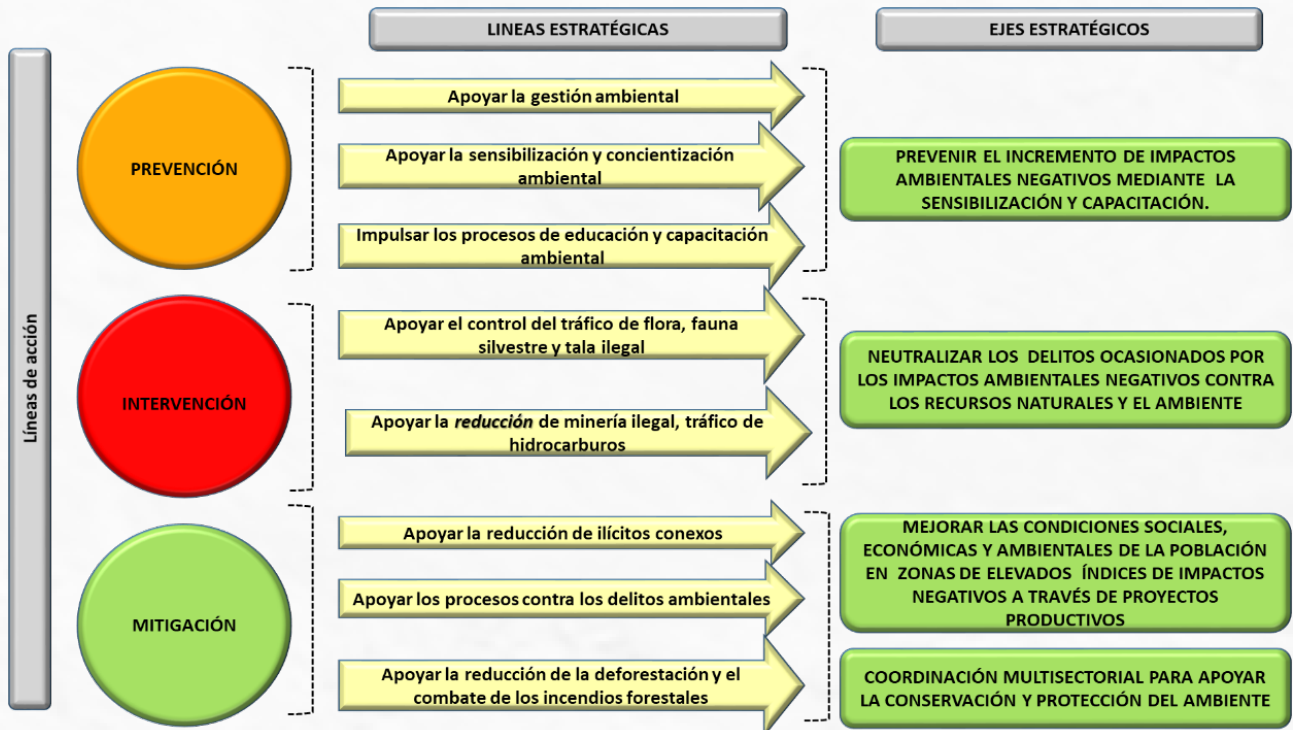 LINEAS ESTRATÉGICAS
EJES ESTRATÉGICOS
Líneas de acción
PREVENCIÓN
Apoyar la gestión ambiental
Apoyar la sensibilización y concientización
ambiental
Impulsar los procesos de educación y capacitación
ambiental
PREVENIR EL INCREMENTO DE IMPACTOS
AMBIENTALES NEGATIVOS MEDIANTE LA
SENSIBILIZACIÓN Y CAPACITACIÓN.
INTERVENCIÓN
Apoyar el control del tráfico de flora, fauna
silvestre y tala ilegal
Apoyar la reducción de minería ilegal, tráfico de
hidrocarburos
NEUTRALIZAR LOS DELITOS OCASIONADOS POR
LOS IMPACTOS AMBIENTALES NEGATIVOS CONTRA
LOS RECURSOS NATURALES Y EL AMBIENTE
MITIGACIÓN
Apoyar la reducción de ilícitos conexos
Apoyar los procesos contra los delitos ambientales
Apoyar la reducción de la deforestación y el
combate de los incendios forestales
MEJORAR LAS CONDICIONES SOCIALES,
ECONÓMICAS Y AMBIENTALES DE LA POBLACIÓN
EN ZONAS DE ELEVADOS ÍNDICES DE IMPACTOS
NEGATIVOS A TRAVÉS DE PROYECTOS
PRODUCTIVOS
COORDINACIÓN MULTISECTORIAL PARA APOYAR
LA CONSERVACIÓN Y PROTECCIÓN DEL AMBIENTE